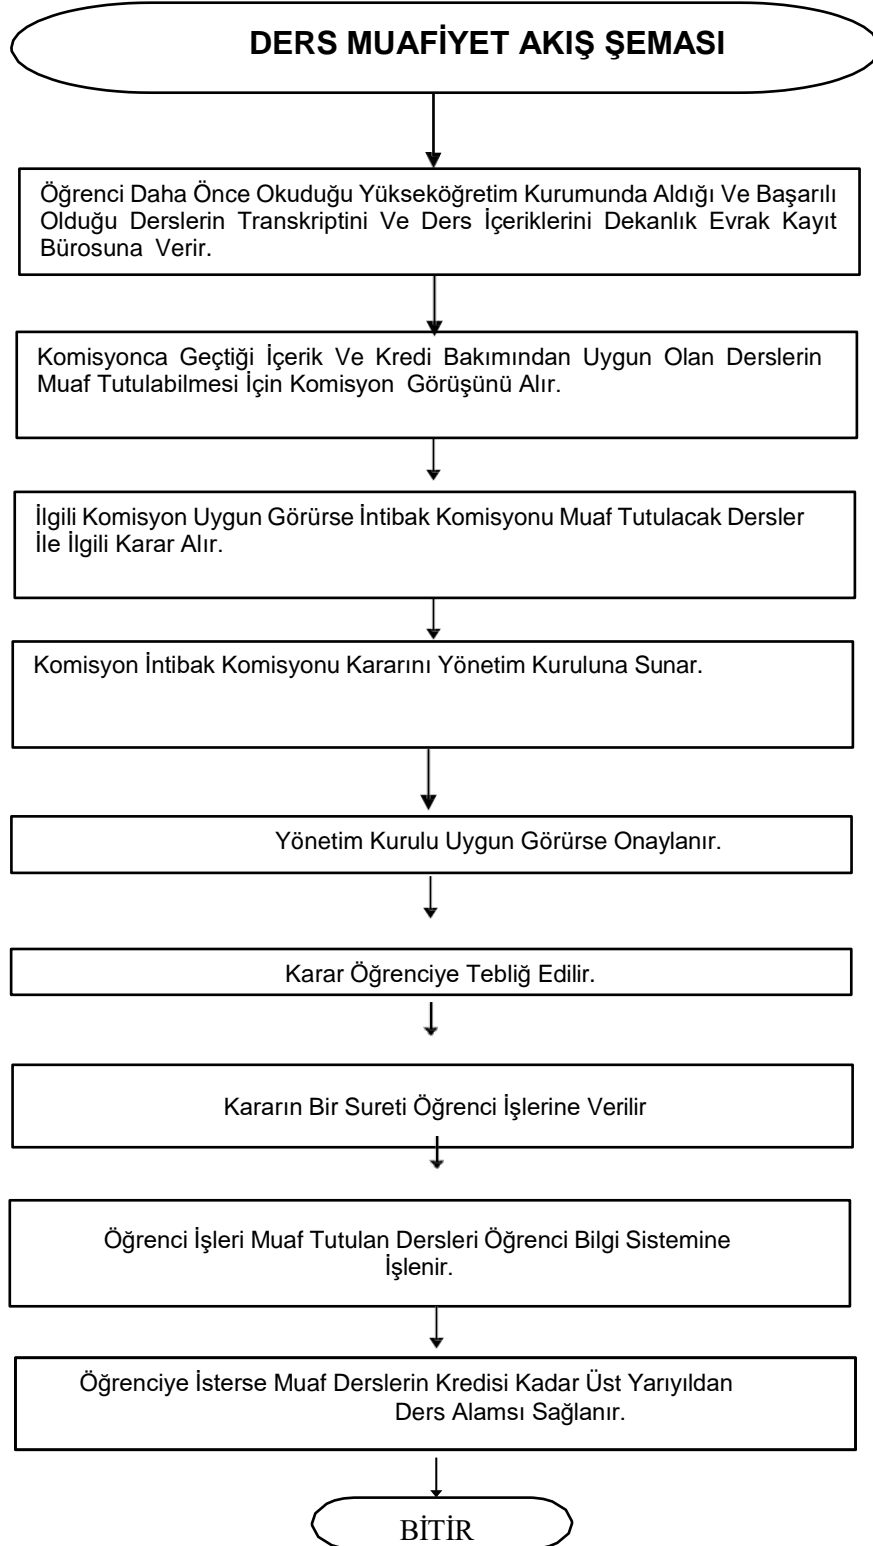 DERS MUAFİYET AKIŞ ŞEMASI
Öğrenci Daha Önce Okuduğu Yükseköğretim Kurumunda Aldığı Ve Başarılı
Olduğu Derslerin Transkriptini Ve Ders İçeriklerini Dekanlık Evrak Kayıt
Bürosuna Verir.
Komisyonca Geçtiği İçerik Ve Kredi Bakımından Uygun Olan Derslerin
Muaf Tutulabilmesi İçin Komisyon Görüşünü Alır.
İlgili Komisyon Uygun Görürse İntibak Komisyonu Muaf Tutulacak Dersler
İle İlgili Karar Alır.
Komisyon İntibak Komisyonu Kararını Yönetim Kuruluna Sunar.
Yönetim Kurulu Uygun Görürse Onaylanır.
Karar Öğrenciye Tebliğ Edilir.
Kararın Bir Sureti Öğrenci İşlerine Verilir
Öğrenci İşleri Muaf Tutulan Dersleri Öğrenci Bilgi Sistemine
İşlenir.
Öğrenciye İsterse Muaf Derslerin Kredisi Kadar Üst Yarıyıldan
Ders Alamsı Sağlanır.
BİTİR